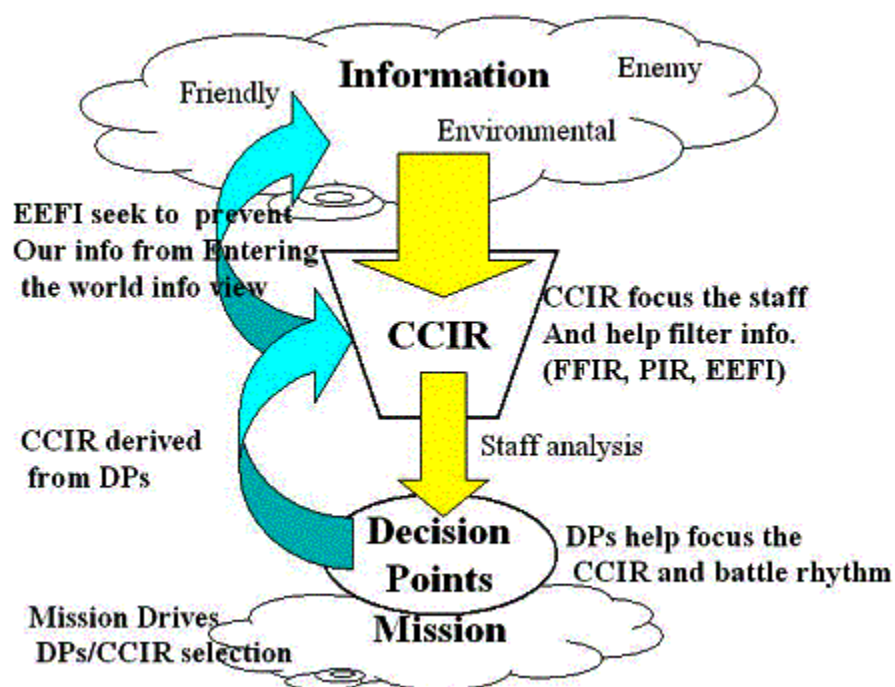 Information
Enemy
Friendly
Environmental
EEFI seek to prevent
Our info from Entering
the world info view
CCIR
CCIR focus the staff
And help filter info.
(FFIR, PIR, EEFI)
CCIR derived
from DPs
Staff analysis
Decision
Points
DPs help focus the
CCIR and battle rhythm
Mission Drives
DPs/CCIR selection
Mission